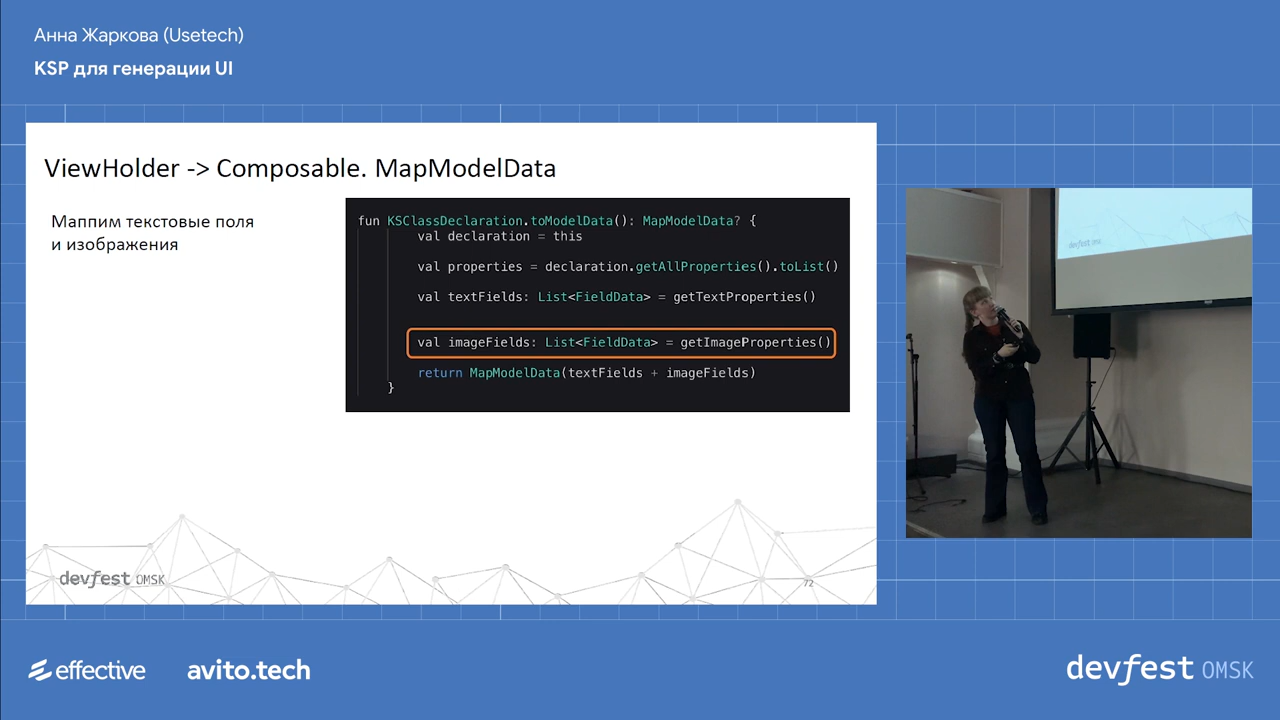 Анна Жаркова (Usetech)
KSP для генерации UI
ViewHolder -> Composable. MapModelData
Маппим текстовые поля
и изображения
fun KSClassDeclaration.toModelData(): MapModelData? {
val declaration = this
val properties = declaration.getAllProperties().toList()
val textFields: List<FieldData> = getTextProperties()
val imageFields: List<FieldData> = getImageProperties()
return MapModelData(textFields + imageFields)
}
devfest OMSK
72
effective
avito.tech
devfest OMSK